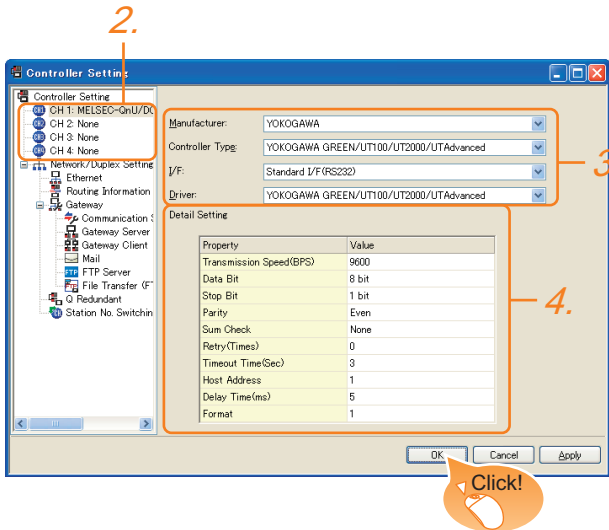 2.
Controller Setting
Controller Setting
CH 1: MELSEC-QnU/DC
CH 2: None
CH 3: None
CH 4: None
Network/Duplex Setting
Ethernet
Routing Information
Gateway
Communication S
Gateway Server
Gateway Client
Mail
FTP FTP Server
File Transfer (F
Q Redundant
Station No. Switchin
Manufacturer: YOKOGAWA
Controller Type: YOKOGAWA GREEN/UT100/UT2000/UTAdvanced
I/F: Standard I/F(RS232)
Driver: YOKOGAWA GREEN/UT100/UT2000/UTAdvanced
3
Detail Setting
Property Value
Transmission Speed(BPS) 9600
Data Bit 8 bit
Stop Bit 1 bit
Parity Even
Sum Check None
Retry(Times) 0
Timeout Time(Sec) 3
Host Address 1
Delay Time(ms) 5
Format 1
4.
OK Cancel Apply
Click!